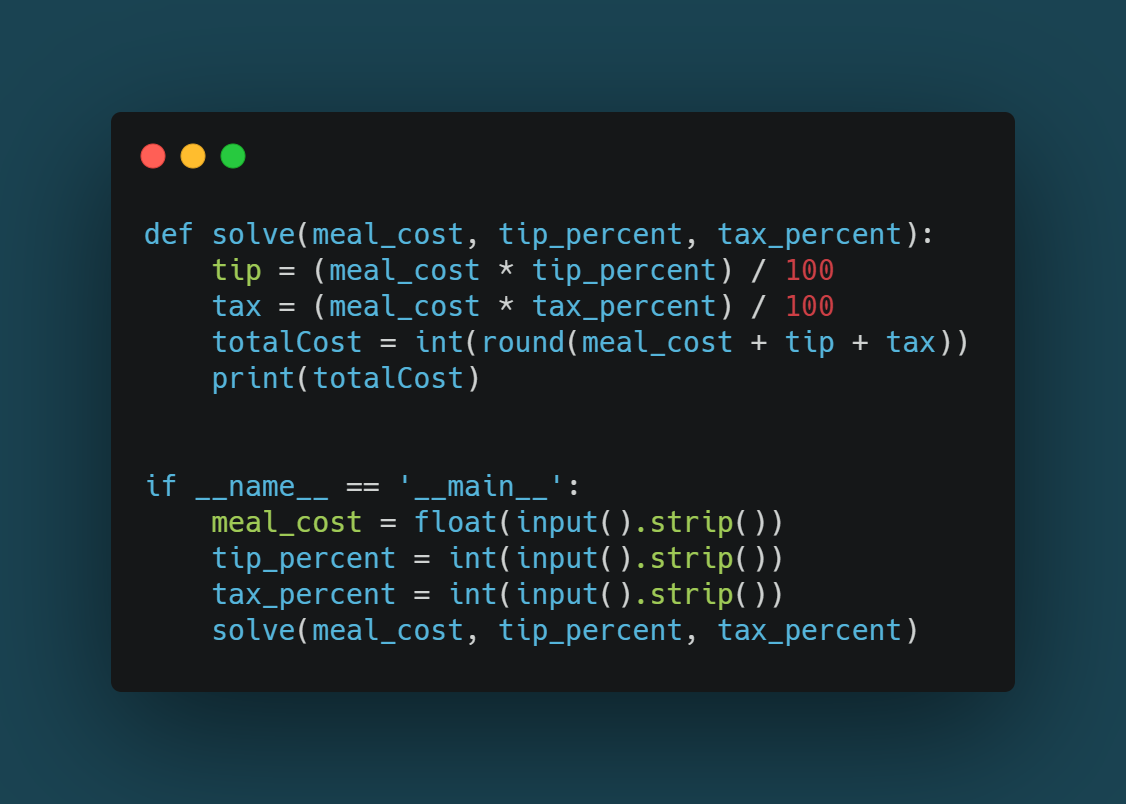 def solve(meal_cost, tip_percent, tax_percent):
    tip = (meal_cost * tip_percent) / 100
    tax = (meal_cost * tax_percent) / 100
    totalCost = int(round(meal_cost + tip + tax))
    print(totalCost)


if __name__ == '__main__':
    meal_cost = float(input().strip())
    tip_percent = int(input().strip())
    tax_percent = int(input().strip())
    solve(meal_cost, tip_percent, tax_percent)